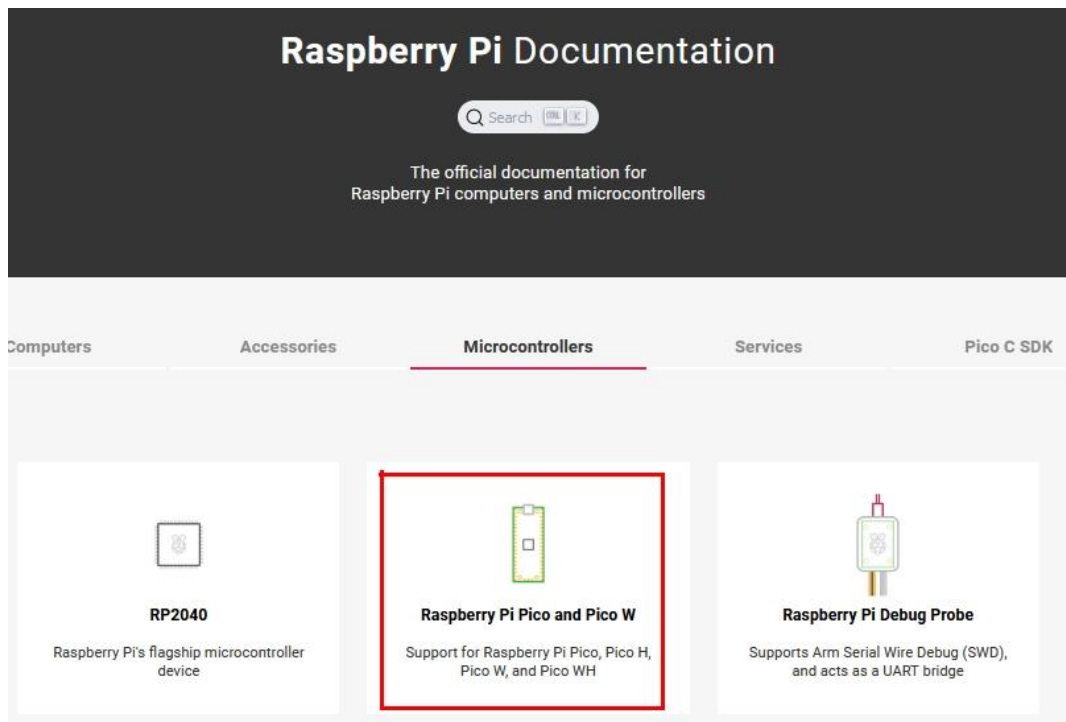 Raspberry Pi Documentation
Search CTRL K
The official documentation for
Raspberry Pi computers and microcontrollers
Computers Accessories Microcontrollers Services Pico C SDK
RP2040
Raspberry Pi's flagship microcontroller
device
Raspberry Pi Pico and Pico W
Support for Raspberry Pi Pico, Pico H,
Pico W, and Pico WH
Raspberry Pi Debug Probe
Supports Arm Serial Wire Debug (SWD),
and acts as a UART bridge